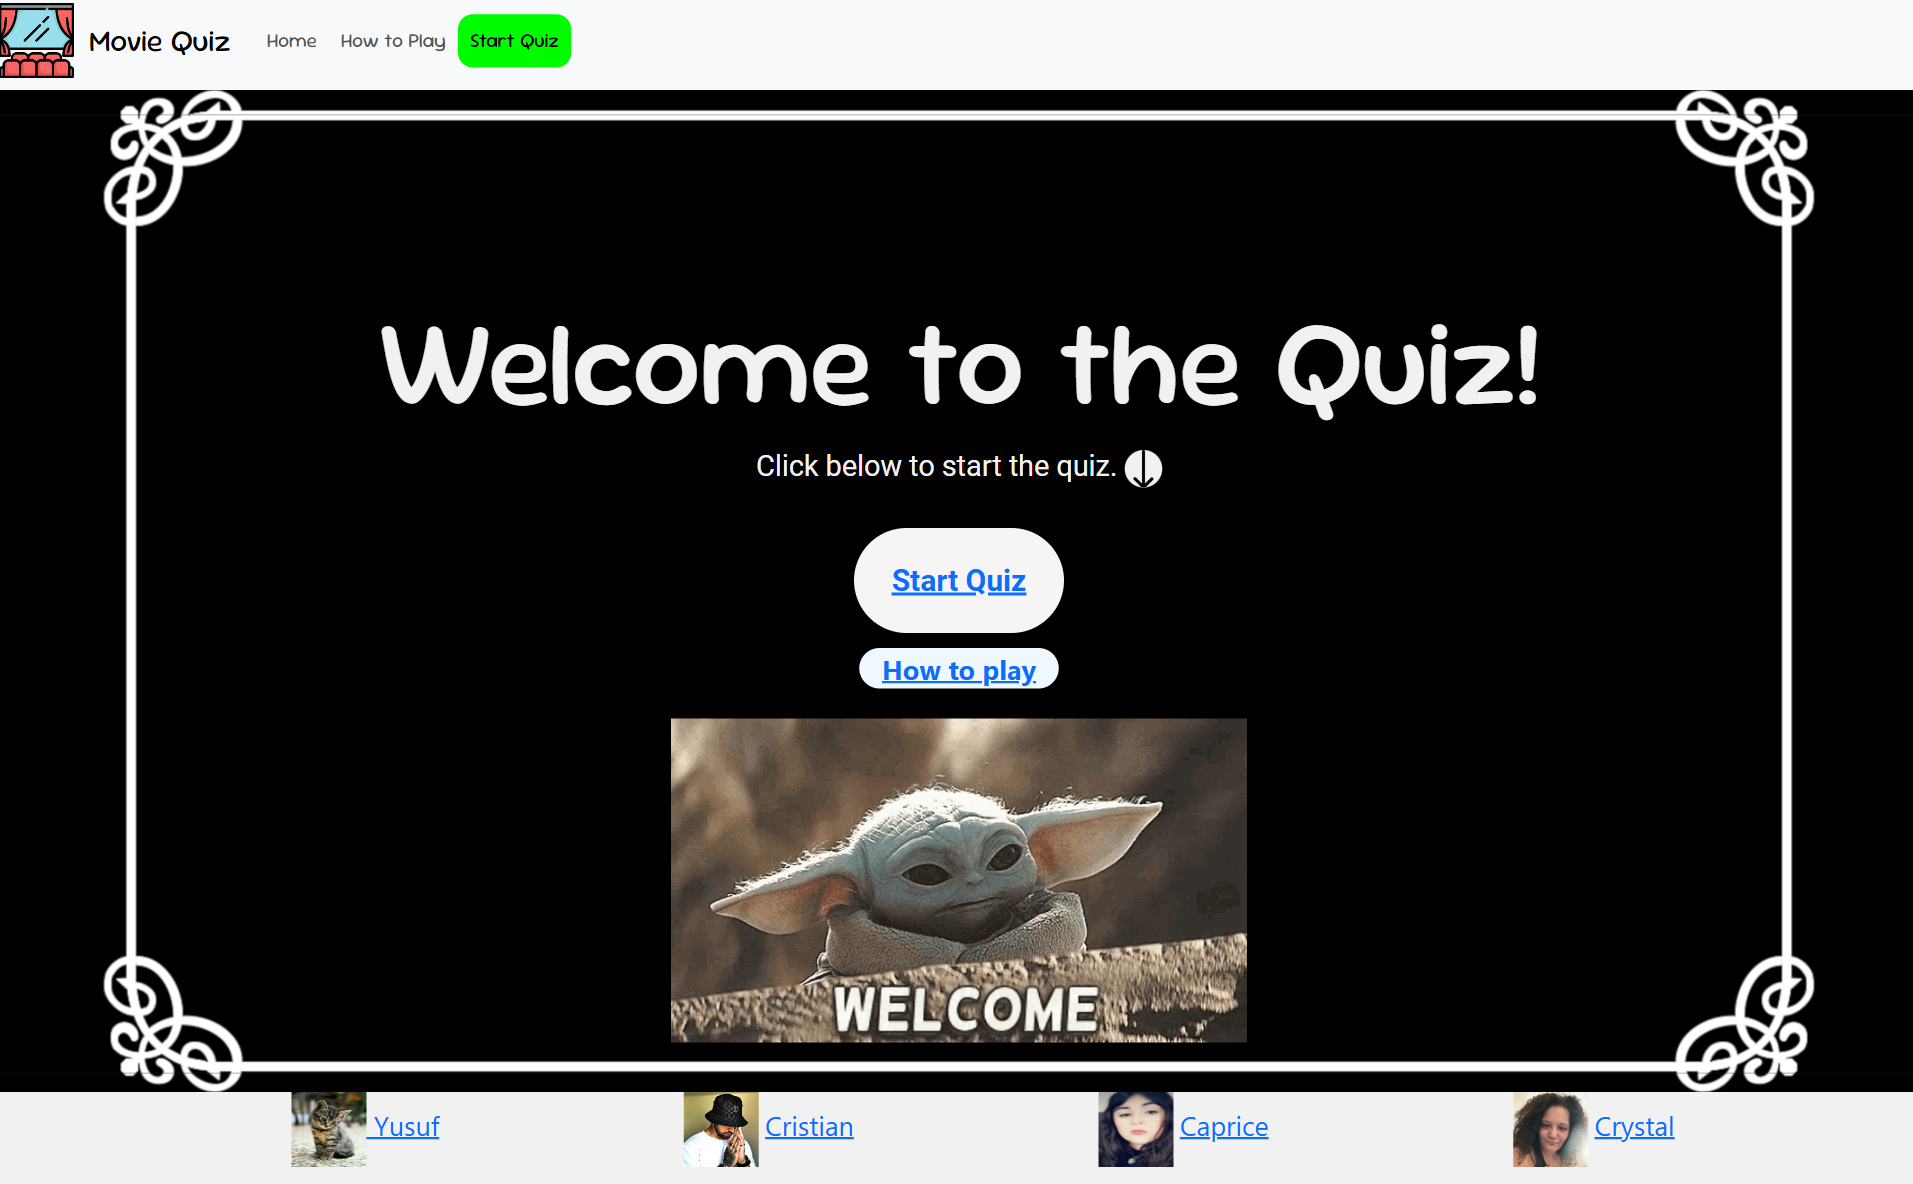 Movie Quiz Home How to Play Start Quiz
Welcome to the Quiz!
Click below to start the quiz.
Start Quiz
How to play
WELCOME
Yusuf Cristian Caprice Crystal